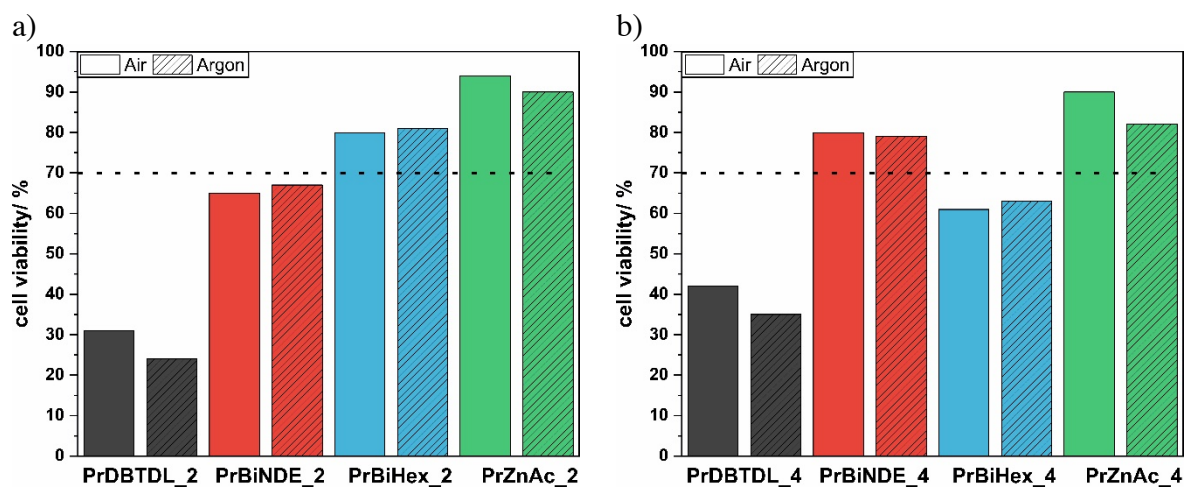 a)
100
90
80
70
60
50
40
30
20
10
0
cell viability/ %
Air Argon
PrDBTDL_2 PrBiNDE_2 PrBiHex_2 PrZnAc_2
b)
100
90
80
70
60
50
40
30
20
10
0
cell viability/ %
Air Argon
PrDBTDL_4 PrBiNDE_4 PrBiHex_4 PrZnAc_4